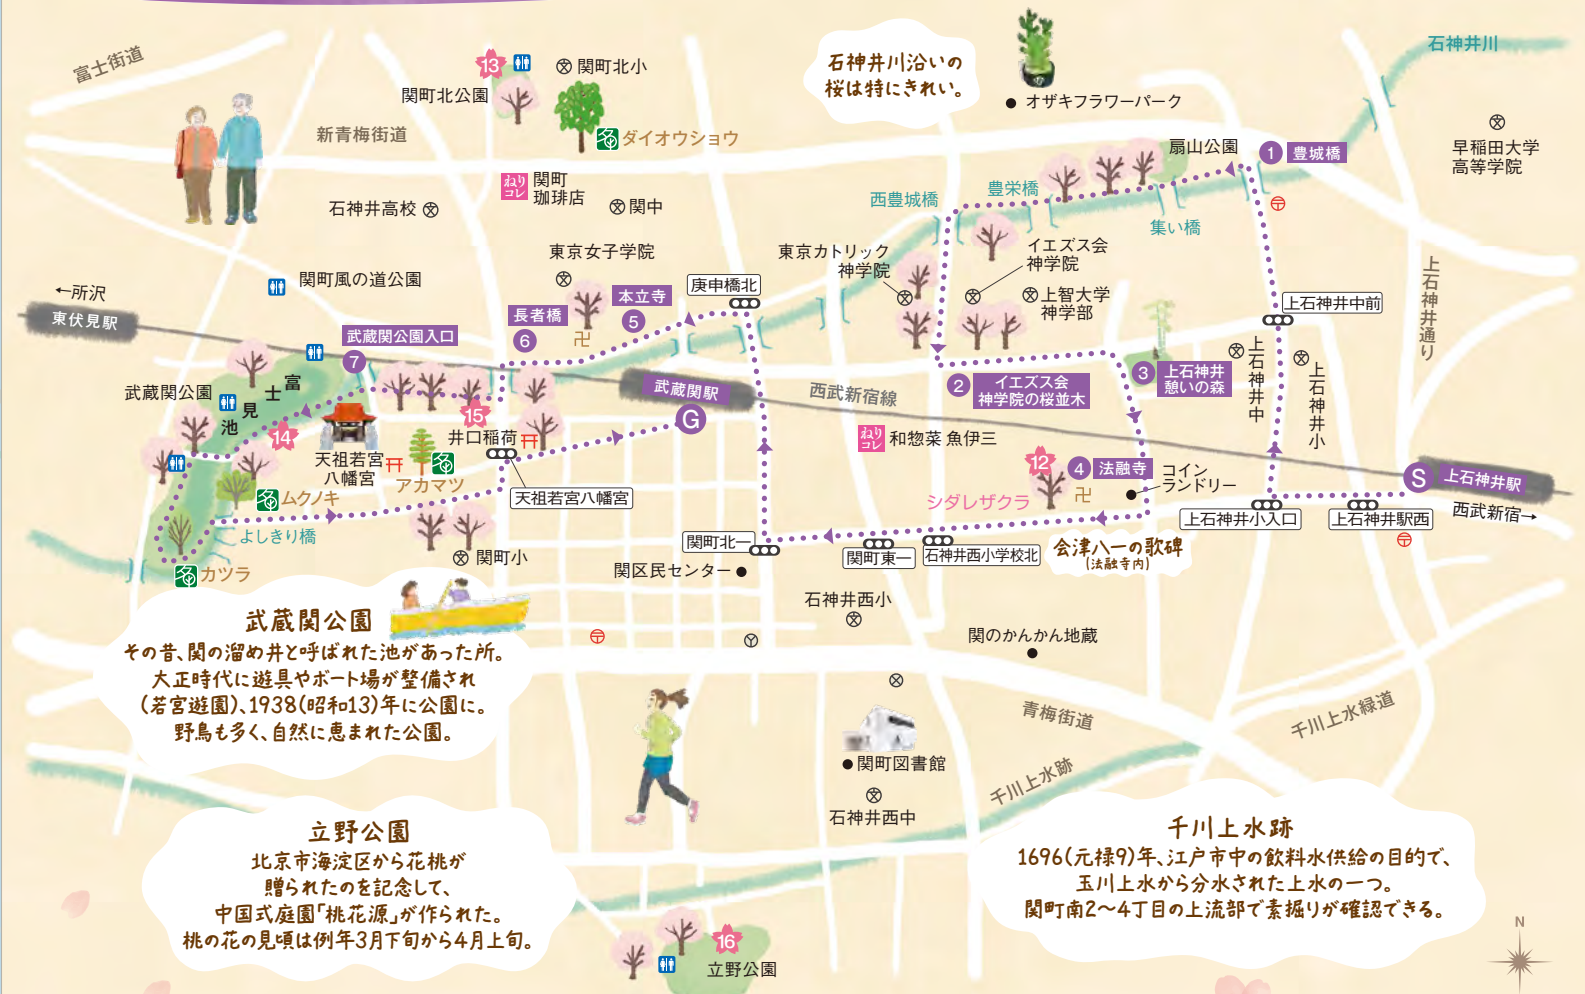 富士街道
13
関町北公園
関町北小
名
ダイオウショウ
新青梅街道
石神井川沿いの
桜は特にきれい。
オザキフラワーパーク
石神井川
早稲田大学
高等学院
扇山公園
1 豊城橋
ねり
コレ
関町
珈琲店
石神井高校
関中
西豊城橋
豊栄橋
集い橋
東京女子学院
東京カトリック
神学院
イエズス会
神学院
上智大学
神学部
関町風の道公園
←所沢
東伏見駅
庚申橋北
本立寺
5
長者橋
6
武蔵関公園入口
7
上石神井中前
上石神井通り
上石神井中
上石神井小
3 上石神井
憩いの森
2 イエズス会
神学院の桜並木
西武新宿線
武蔵関駅
G
武蔵関公園
富士見池
14
15
井口稲荷
天祖若宮
八幡宮
名
アカマツ
天祖若宮八幡宮
ねり
コレ
和惣菜 魚伊三
12
4 法融寺
シダレザクラ
コイン
ランドリー
S 上石神井駅
西武新宿→
上石神井小入口
上石神井駅西
名
ムクノキ
よしきり橋
名
カツラ
関町小
関町北一
関区民センター
関町東一
石神井西小学校北
会津八一の歌碑
(法融寺内)
石神井西小
関のかんかん地蔵
武蔵関公園
その昔、関の溜め井と呼ばれた池があった所。
大正時代に遊具やボート場が整備され
(若宮遊園)、1938(昭和13)年に公園に。
野鳥も多く、自然に恵まれた公園。
青梅街道
千川上水緑道
千川上水跡
関町図書館
石神井西中
立野公園
北京市海淀区から花桃が
贈られたのを記念して、
中国式庭園「桃花源」が作られた。
桃の花の見頃は例年3月下旬から4月上旬。
16
立野公園
千川上水跡
1696(元禄9)年、江戸市中の飲料水供給の目的で、
玉川上水から分水された上水の一つ。
関町南2〜4丁目の上流部で素掘りが確認できる。
N